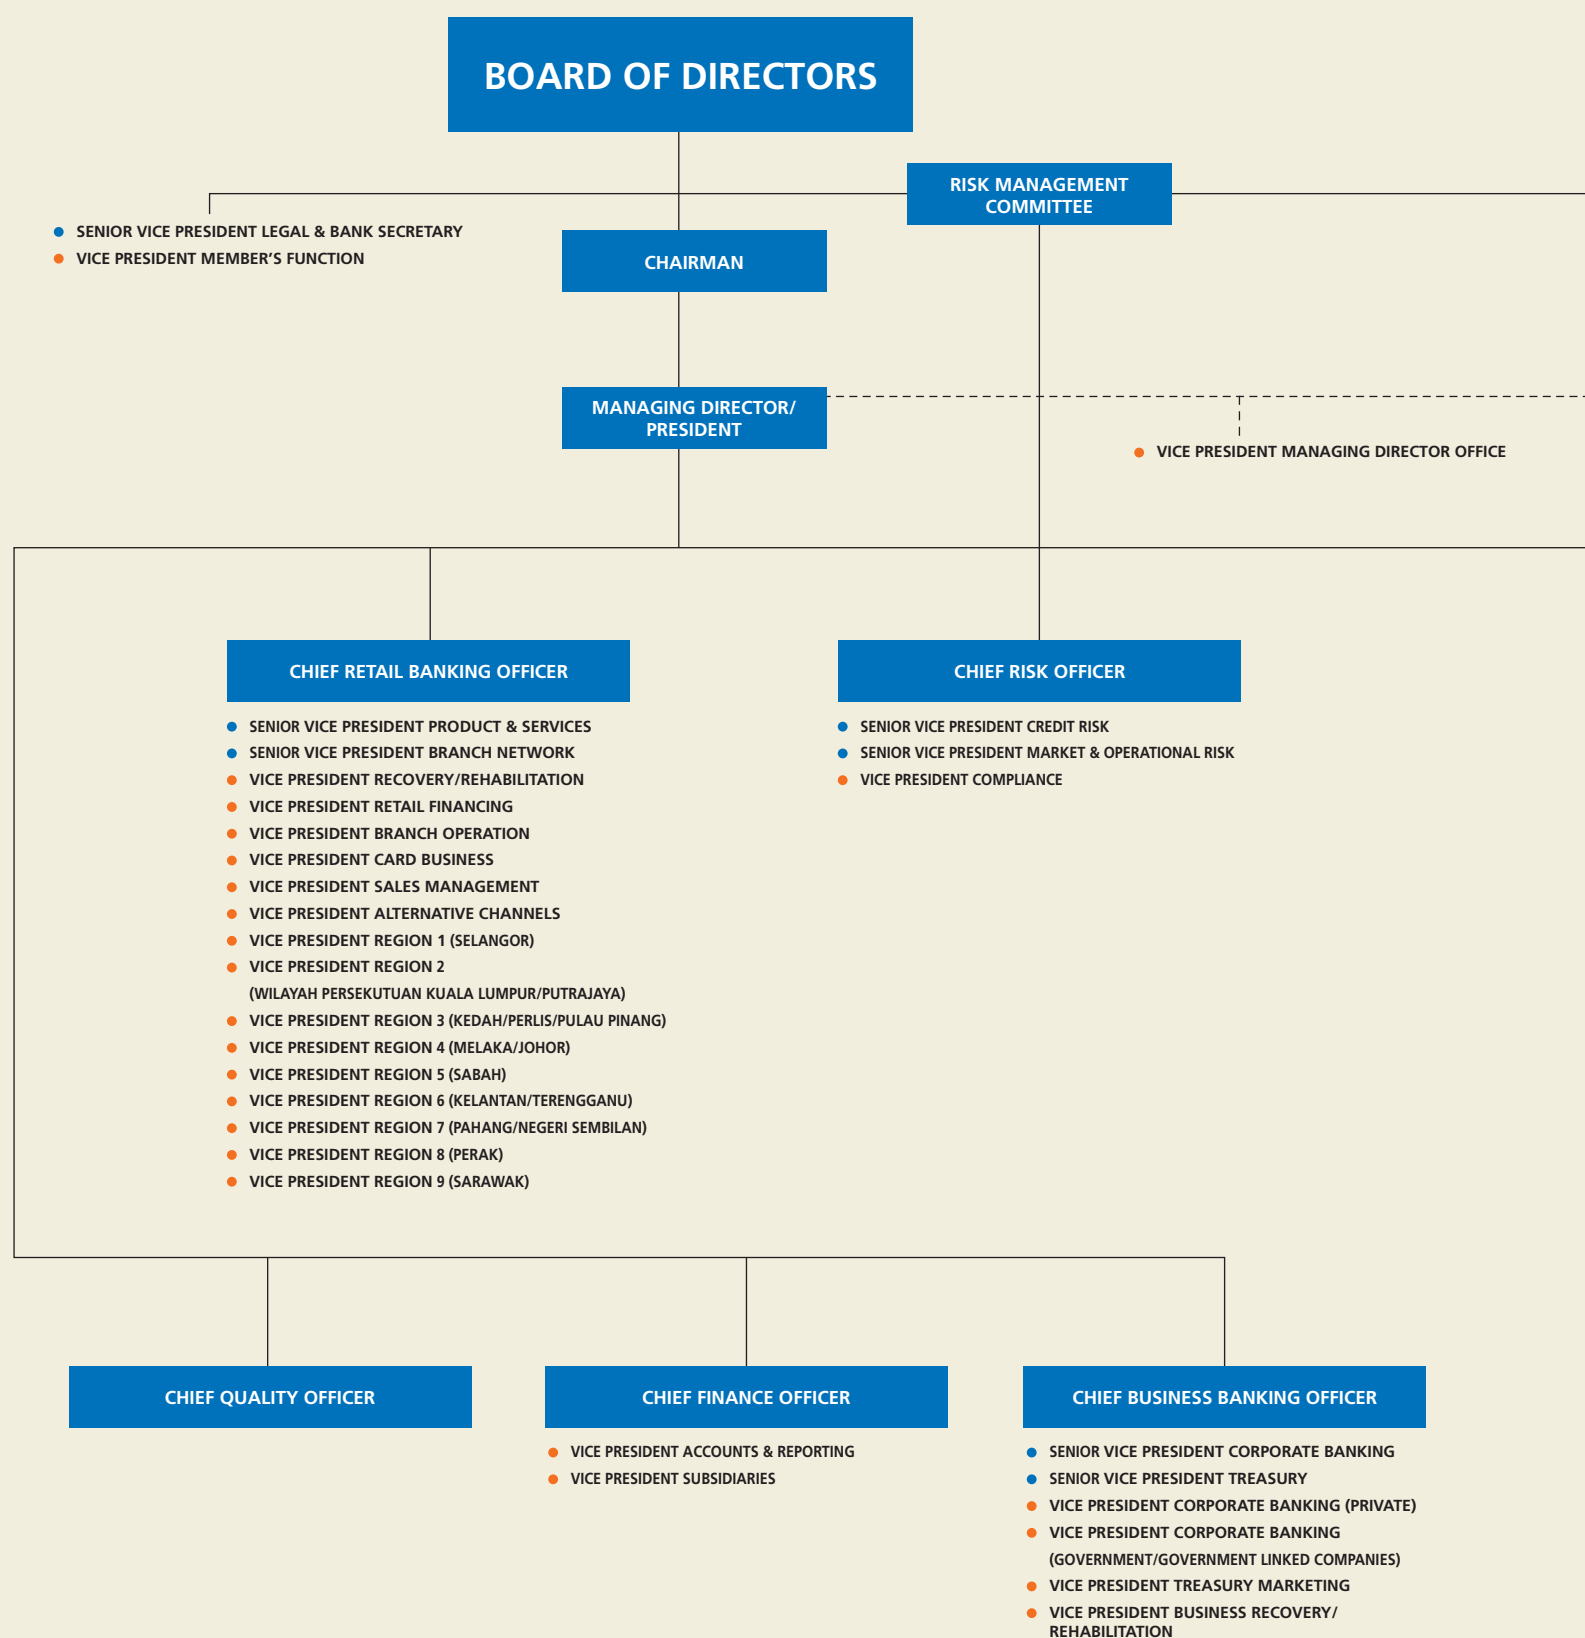 BOARD OF DIRECTORS
RISK MANAGEMENT
COMMITTEE
SENIOR VICE PRESIDENT LEGAL & BANK SECRETARY
VICE PRESIDENT MEMBER’S FUNCTION
CHAIRMAN
MANAGING DIRECTOR/
PRESIDENT
VICE PRESIDENT MANAGING DIRECTOR OFFICE
CHIEF RETAIL BANKING OFFICER
SENIOR VICE PRESIDENT PRODUCT & SERVICES
SENIOR VICE PRESIDENT BRANCH NETWORK
VICE PRESIDENT RECOVERY/REHABILITATION
VICE PRESIDENT RETAIL FINANCING
VICE PRESIDENT BRANCH OPERATION
VICE PRESIDENT CARD BUSINESS
VICE PRESIDENT SALES MANAGEMENT
VICE PRESIDENT ALTERNATIVE CHANNELS
VICE PRESIDENT REGION 1 (SELANGOR)
VICE PRESIDENT REGION 2
(WILAYAH PERSEKUTUAN KUALA LUMPUR/PUTRAJAYA)
VICE PRESIDENT REGION 3 (KEDAH/PERLIS/PULAU PINANG)
VICE PRESIDENT REGION 4 (MELAKA/JOHOR)
VICE PRESIDENT REGION 5 (SABAH)
VICE PRESIDENT REGION 6 (KELANTAN/TERENGGANU)
VICE PRESIDENT REGION 7 (PAHANG/NEGERI SEMBILAN)
VICE PRESIDENT REGION 8 (PERAK)
VICE PRESIDENT REGION 9 (SARAWAK)
CHIEF RISK OFFICER
SENIOR VICE PRESIDENT CREDIT RISK
SENIOR VICE PRESIDENT MARKET & OPERATIONAL RISK
VICE PRESIDENT COMPLIANCE
CHIEF QUALITY OFFICER
CHIEF FINANCE OFFICER
VICE PRESIDENT ACCOUNTS & REPORTING
VICE PRESIDENT SUBSIDIARIES
CHIEF BUSINESS BANKING OFFICER
SENIOR VICE PRESIDENT CORPORATE BANKING
SENIOR VICE PRESIDENT TREASURY
VICE PRESIDENT CORPORATE BANKING (PRIVATE)
VICE PRESIDENT CORPORATE BANKING
(GOVERNMENT/GOVERNMENT LINKED COMPANIES)
VICE PRESIDENT TREASURY MARKETING
VICE PRESIDENT BUSINESS RECOVERY/
REHABILITATION